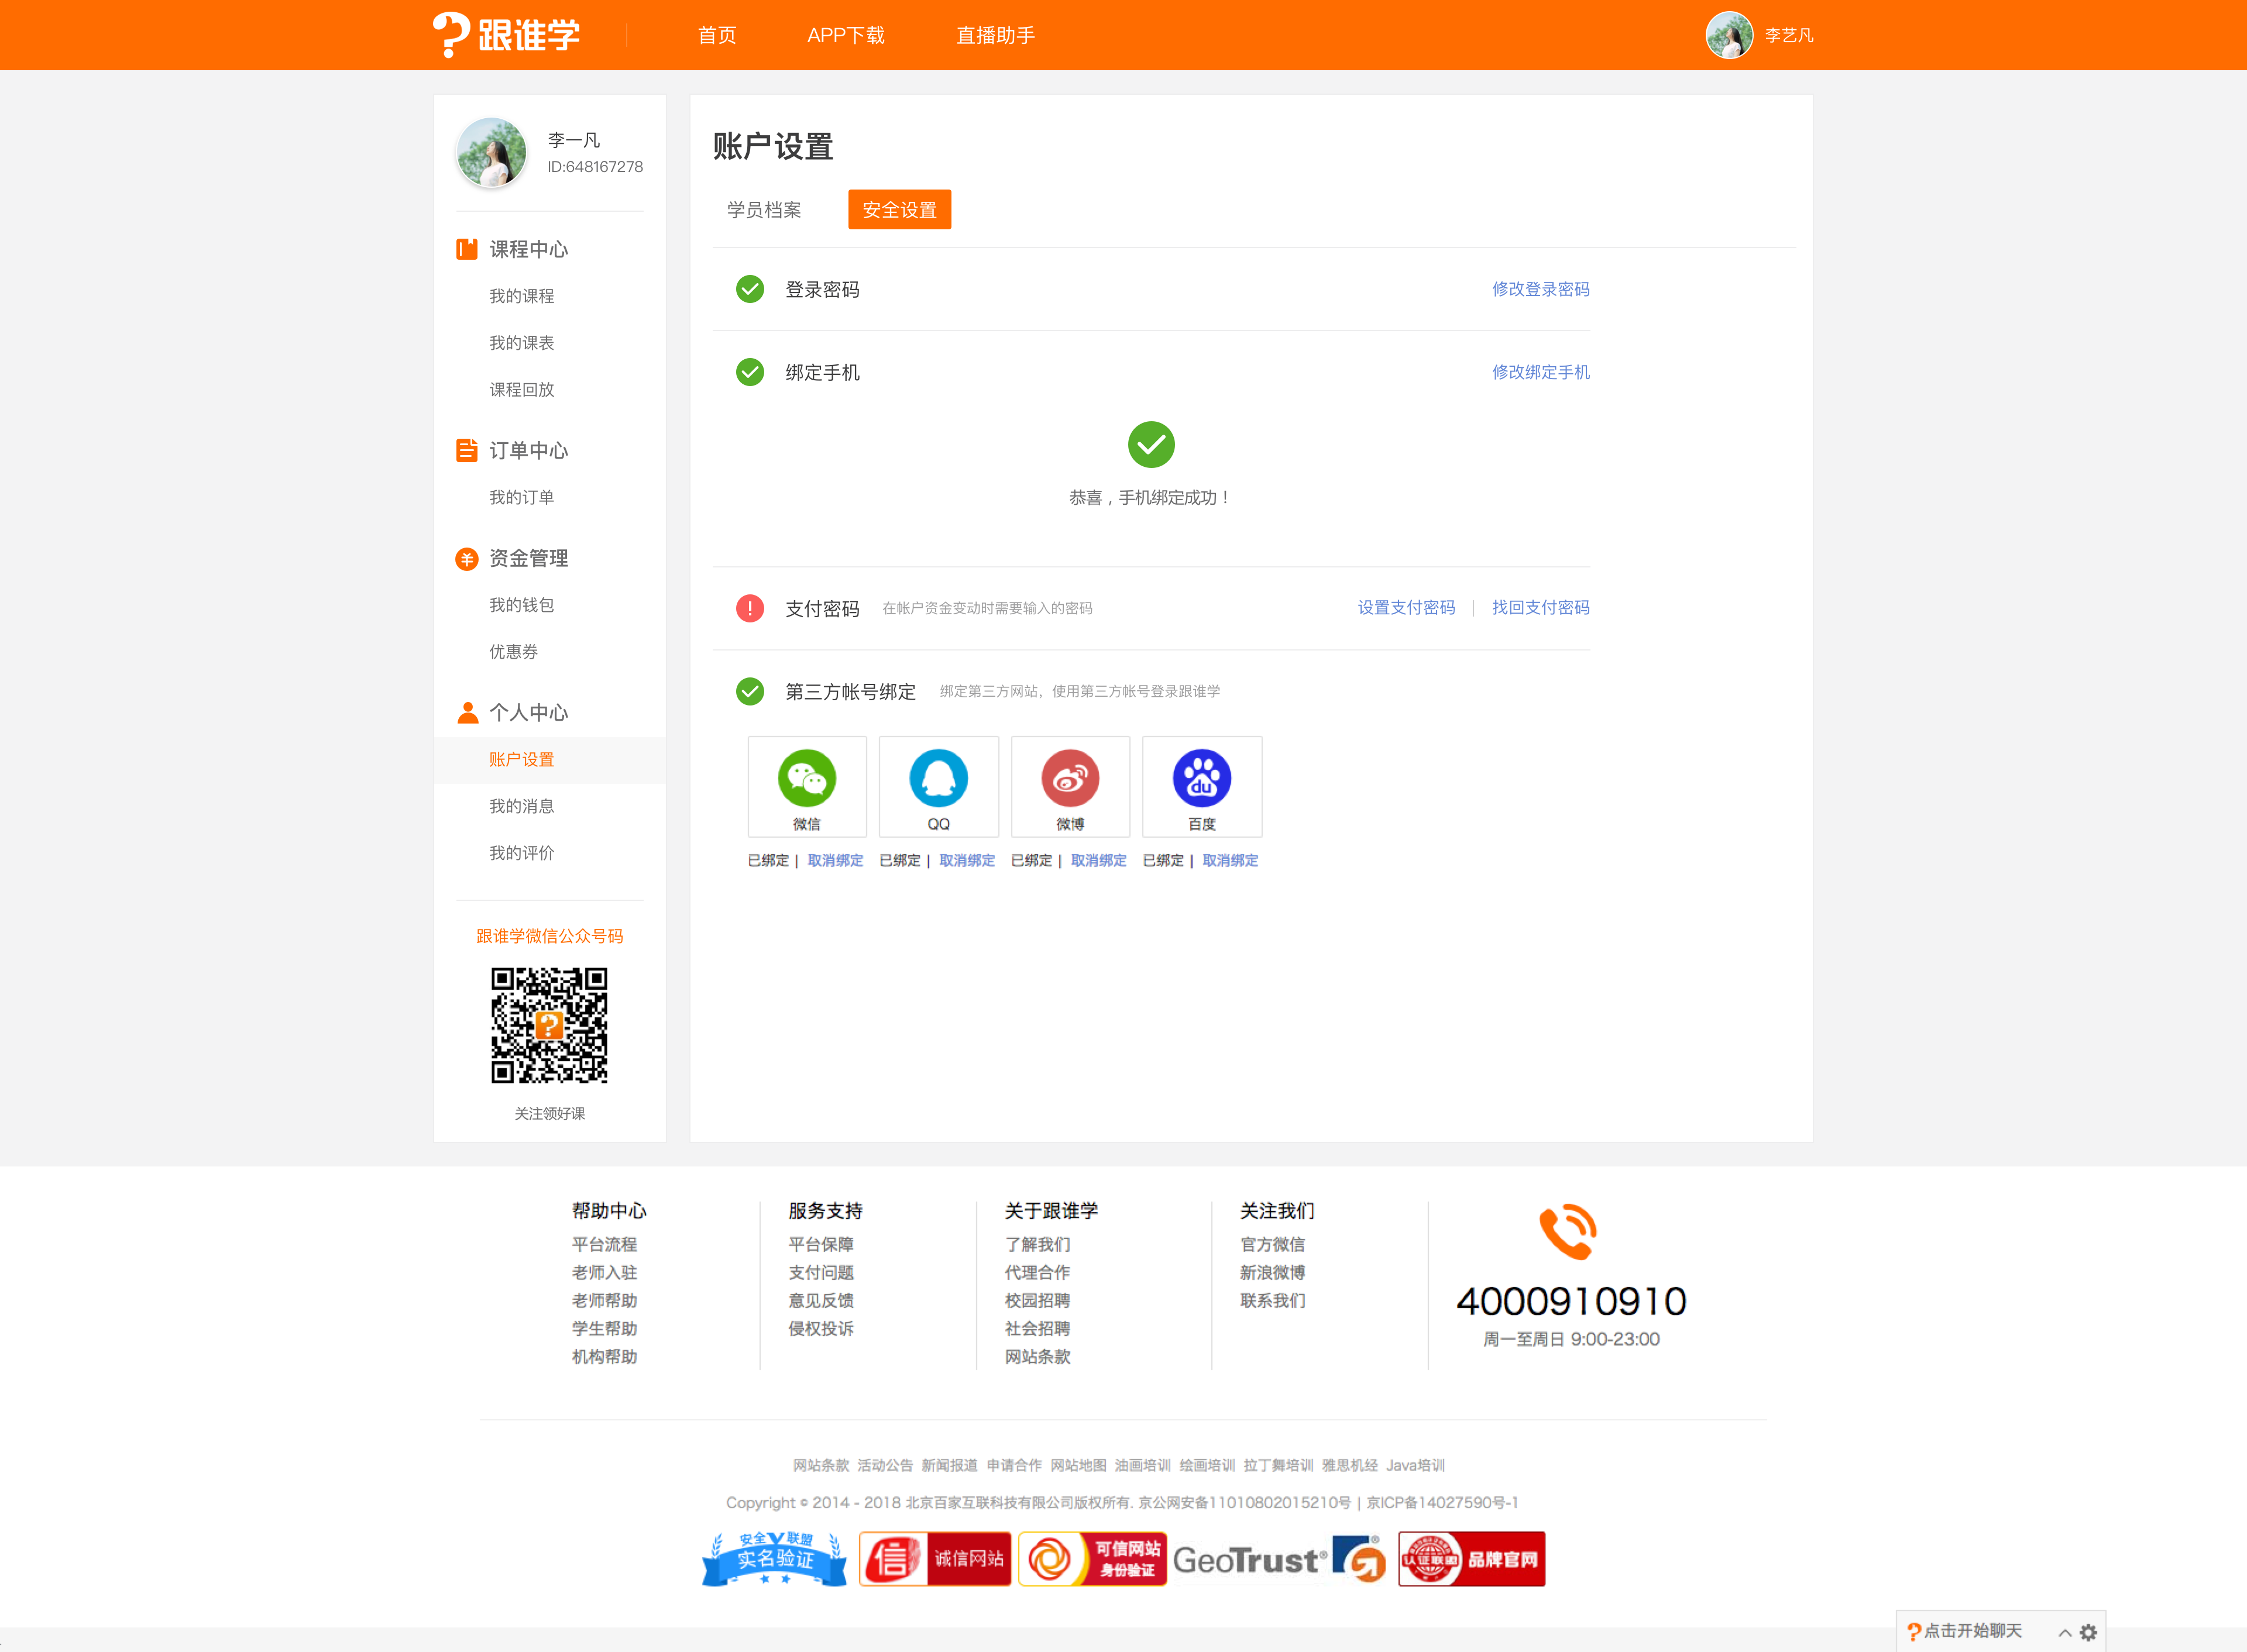 跟谁学
首页 APP下载 直播助手 李艺凡
李一凡
ID:648167278
课程中心
我的课程
我的课表
课程回放
订单中心
我的订单
资金管理
我的钱包
优惠券
个人中心
账户设置
我的消息
我的评价
跟谁学微信公众号码
关注领好课
账户设置
学员档案 安全设置
登录密码 修改登录密码
绑定手机 修改绑定手机
恭喜，手机绑定成功！
支付密码 在帐户资金变动时需要输入的密码 设置支付密码 | 找回支付密码
第三方帐号绑定 绑定第三方网站，使用第三方帐号登录跟谁学
du
微信 QQ 微博 百度
已绑定 | 取消绑定 已绑定 | 取消绑定 已绑定 | 取消绑定 已绑定 | 取消绑定
帮助中心
平台流程
老师入驻
老师帮助
学生帮助
机构帮助
服务支持
平台保障
支付问题
意见反馈
侵权投诉
关于跟谁学
了解我们
代理合作
校园招聘
社会招聘
网站条款
关注我们
官方微信
新浪微博
联系我们
4000910910
周一至周日 9:00-23:00
网站条款 活动公告 新闻报道 申请合作 网站地图 油画培训 绘画培训 拉丁舞培训 雅思机经 Java培训
Copyright © 2014 - 2018 北京百家互联科技有限公司版权所有. 京公网安备11010802015210号 | 京ICP备14027590号-1
安全联盟
实名验证
信 诚信网站
可信网站
身份验证
GeoTrust®
认证联盟 品牌官网
点击开始聊天